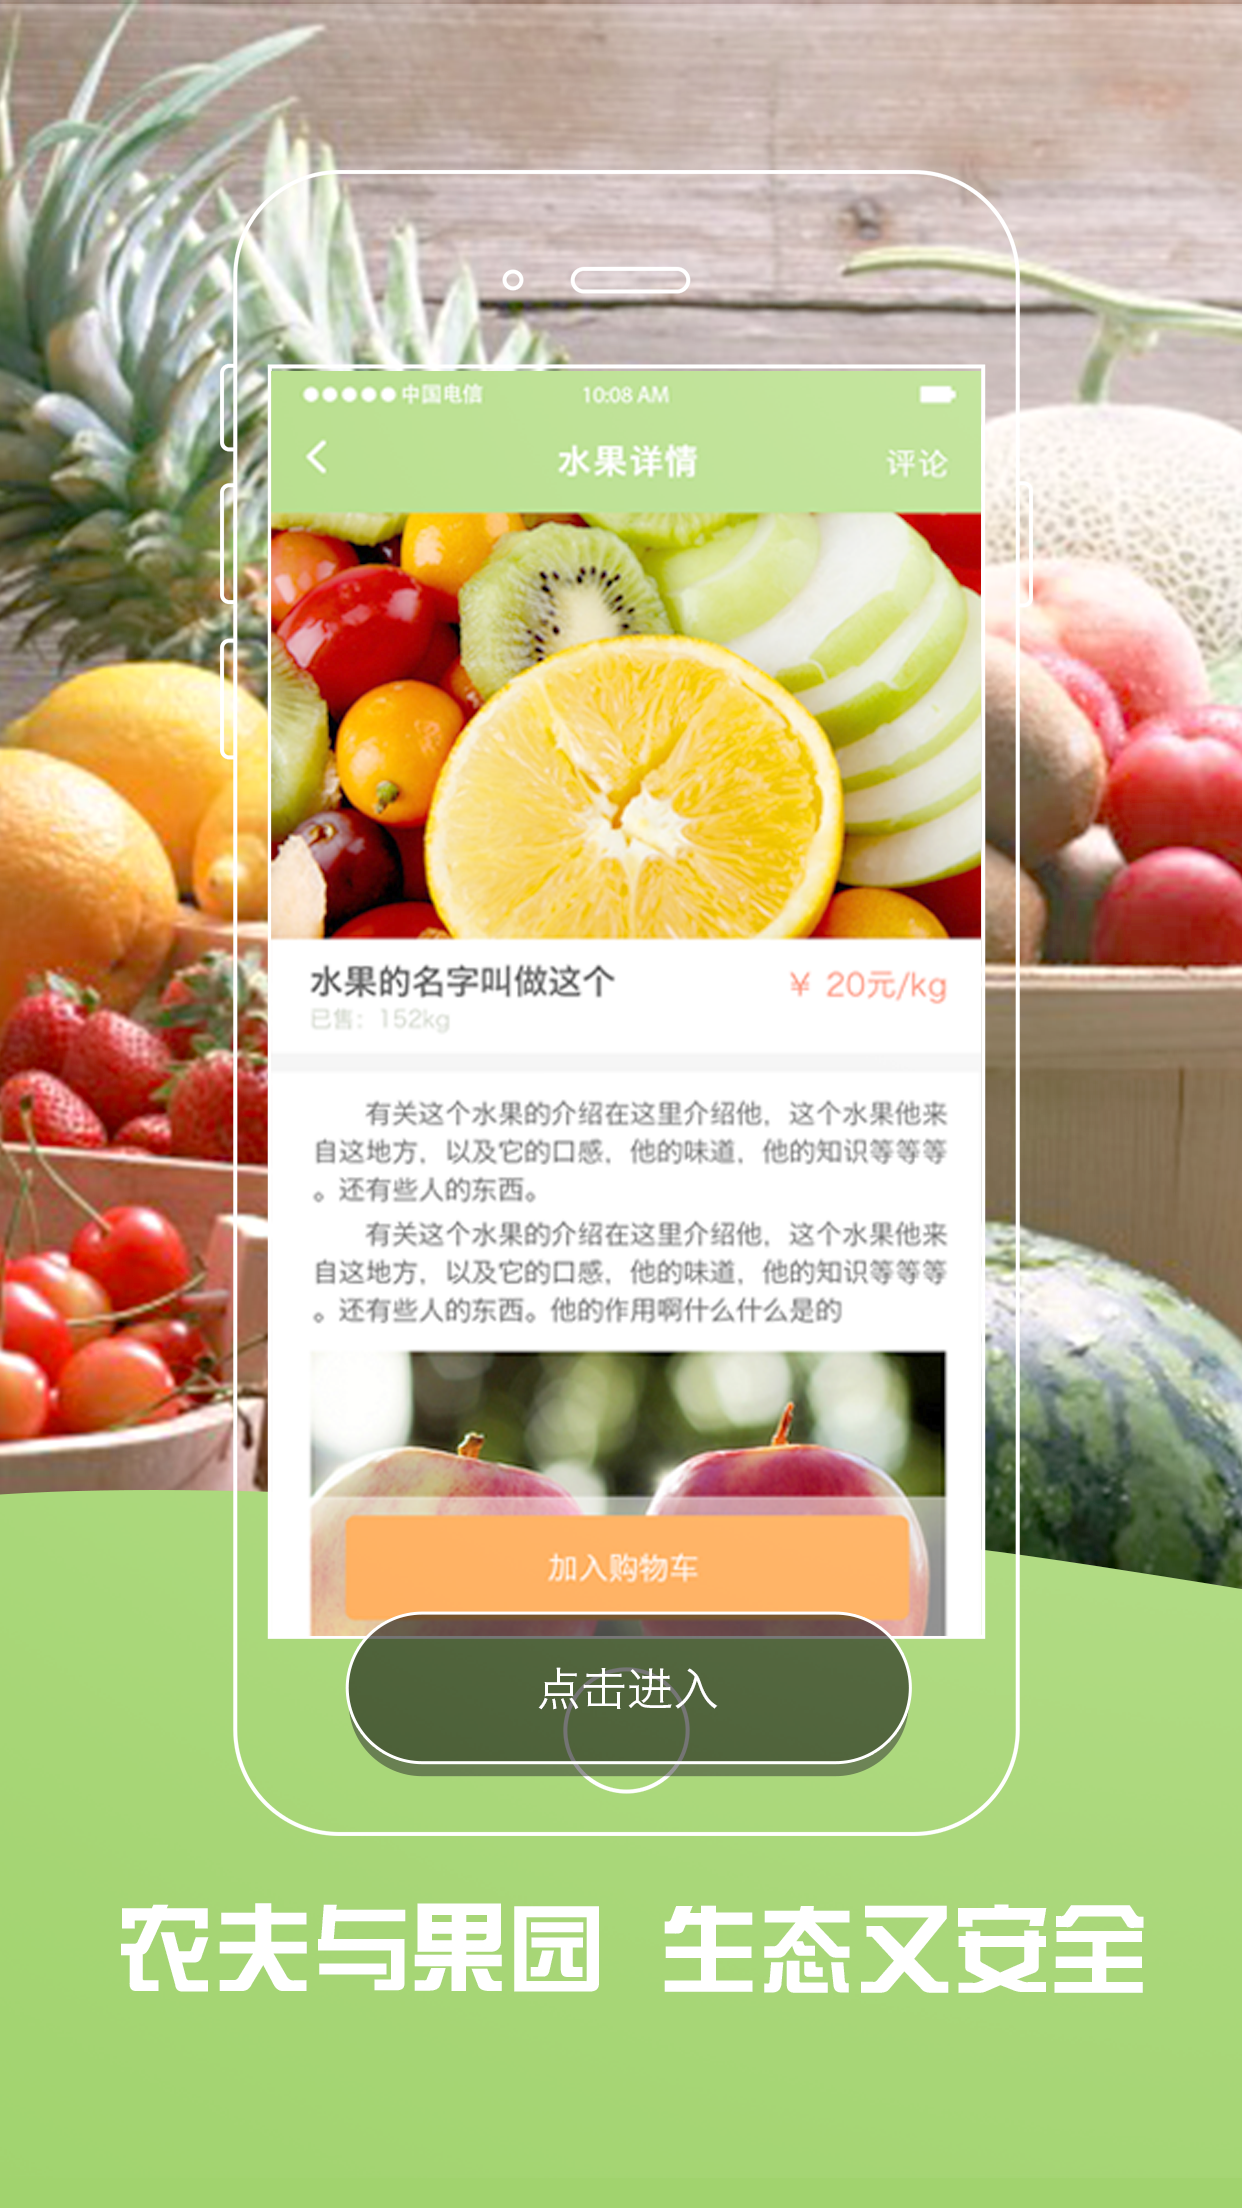 中国电信 10:08 AM
水果详情 评论
水果的名字叫做这个 ¥ 20元/kg
已售：152kg
有关这个水果的介绍在这里介绍他，这个水果他来
自这地方，以及它的口感，他的味道，他的知识等等等
。还有些人的东西。
有关这个水果的介绍在这里介绍他，这个水果他来
自这地方，以及它的口感，他的味道，他的知识等等等
。还有些人的东西。他的作用啊什么什么是的
加入购物车
点击进入
农夫与果园 生态又安全